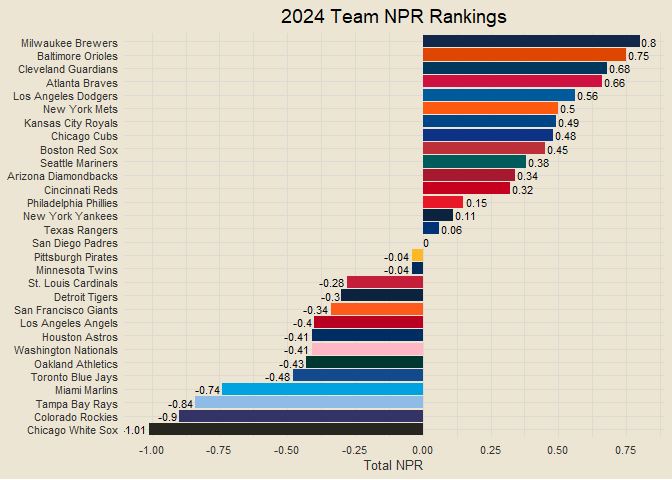 2024 Team NPR Rankings
Milwaukee Brewers 0.8
Baltimore Orioles 0.75
Cleveland Guardians 0.68
Atlanta Braves 0.66
Los Angeles Dodgers 0.56
New York Mets 0.5
Kansas City Royals 0.49
Chicago Cubs 0.48
Boston Red Sox 0.45
Seattle Mariners 0.38
Arizona Diamondbacks 0.34
Cincinnati Reds 0.32
Philadelphia Phillies 0.15
New York Yankees 0.11
Texas Rangers 0.06
San Diego Padres 0
Pittsburgh Pirates -0.04
Minnesota Twins -0.04
St. Louis Cardinals -0.28
Detroit Tigers -0.3
San Francisco Giants -0.34
Los Angeles Angels -0.4
Houston Astros -0.41
Washington Nationals -0.41
Oakland Athletics -0.43
Toronto Blue Jays -0.48
Miami Marlins -0.74
Tampa Bay Rays -0.84
Colorado Rockies -0.9
Chicago White Sox -1.01
-1.00 -0.75 -0.50 -0.25 0.00 0.25 0.50 0.75
Total NPR